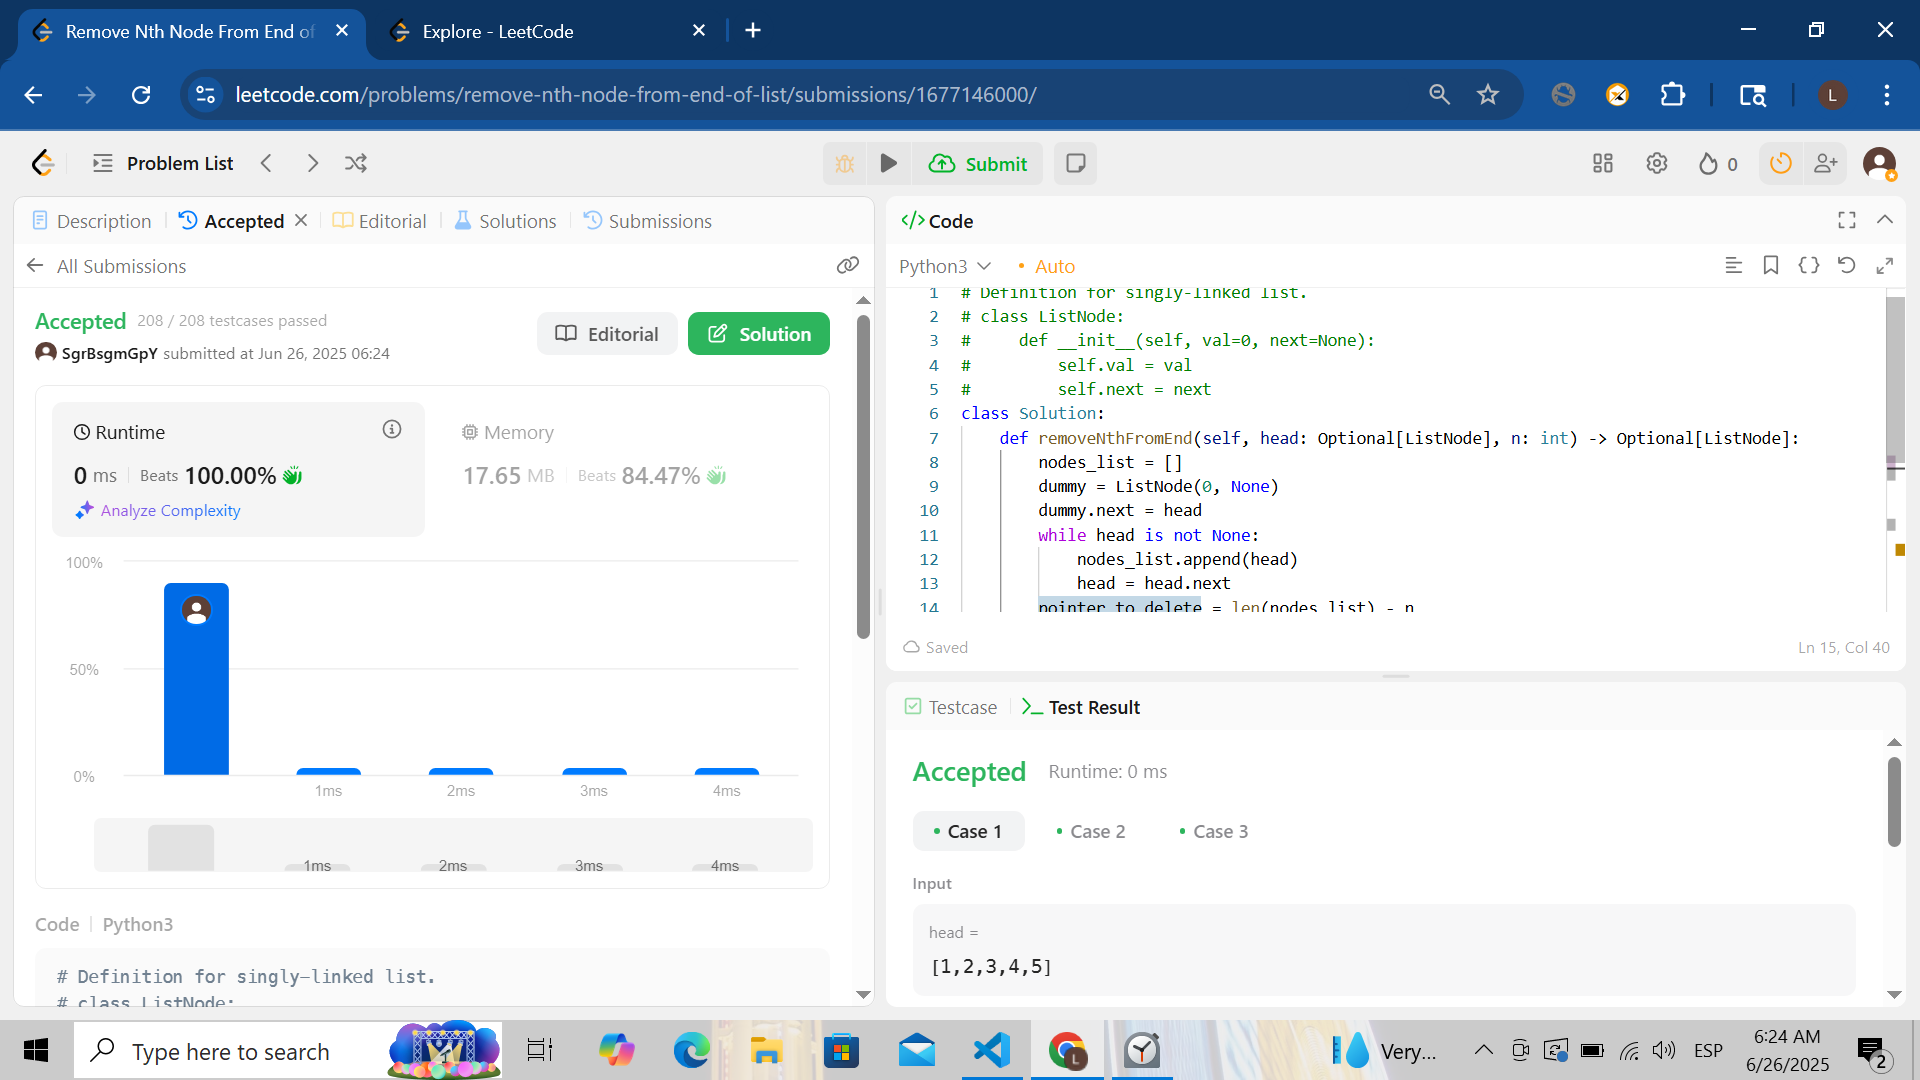 Remove Nth Node From End of
Explore - LeetCode
leetcode.com/problems/remove-nth-node-from-end-of-list/submissions/1677146000/
L
Problem List
Submit
0
Description
Accepted
Editorial
Solutions
Submissions
All Submissions
Accepted 208 / 208 testcases passed
SgrBsgmGpY submitted at Jun 26, 2025 06:24
Editorial
Solution
Runtime
0 ms Beats 100.00%
Analyze Complexity
Memory
17.65 MB Beats 84.47%
100%
50%
0%
1ms 2ms 3ms 4ms
1ms 2ms 3ms 4ms
Code Python3
# Definition for singly-linked list.
# class ListNode:
</> Code
Python3 • Auto
1 # Definition for singly-linked list.
2 # class ListNode:
3 #     def __init__(self, val=0, next=None):
4 #         self.val = val
5 #         self.next = next
6 class Solution:
7     def removeNthFromEnd(self, head: Optional[ListNode], n: int) -> Optional[ListNode]:
8         nodes_list = []
9         dummy = ListNode(0, None)
10         dummy.next = head
11         while head is not None:
12             nodes_list.append(head)
13             head = head.next
14         pointer_to_delete = len(nodes_list) - n
Saved
Ln 15, Col 40
Testcase
Test Result
Accepted Runtime: 0 ms
• Case 1 • Case 2 • Case 3
Input
head =
[1,2,3,4,5]
Type here to search
L
Very...
ESP
6:24 AM
6/26/2025
2